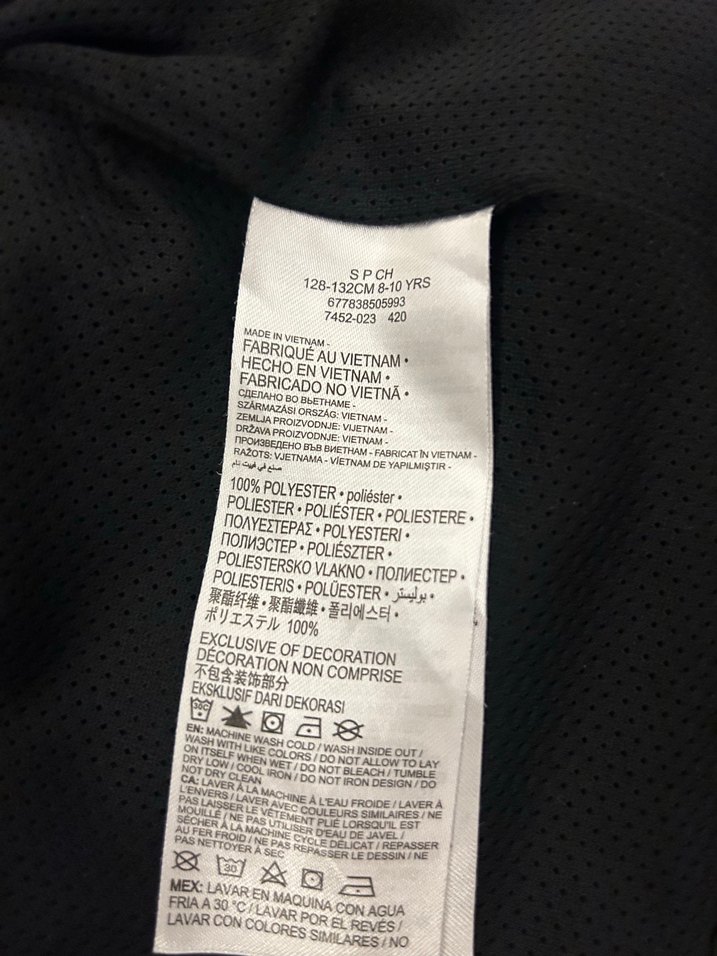 S P CH
128-132CM 8-10 YRS
677838505993
7452-023 420
MADE IN VIETNAM -
FABRIQUÉ AU VIETNAM •
HECHO EN VIETNAM •
FABRICADO NO VIETNÃ •
СДЕЛАНО ВО ВЬЕТНАМЕ -
SZÁRMAZÁSI ORSZÁG: VIETNAM -
ZEMLJA PROIZVODNJE: VIJETNAM -
DRŽAVA PROIZVODNJE: VIETNAM -
ПРОИЗВЕДЕНО ВЪВ ВИЕТНАМ - FABRICAT ÎN VIETNAM -
RAŽOTS: VJETNAMA - VİETNAM DE YAPILMIŞTIR -
صنع في فييت نام
100% POLYESTER • poliéster •
POLIESTER • POLIÉSTER • POLIESTERE •
ΠΟΛΥΕΣΤΕΡΑΣ • POLYESTERI •
ПОЛИЭСТЕР • POLIÉSZTER •
POLIESTERSKO VLAKNO • ПОЛИЕСТЕР •
POLIESTERIS • POLÜESTER • بوليستر •
聚酯纤维 • 聚酯纖維 • 폴리에스터 •
ポリエステル 100%
EXCLUSIVE OF DECORATION
DÉCORATION NON COMPRISE
不包含装饰部分
EKSKLUSIF DARI DEKORASI
30
EN: MACHINE WASH COLD / WASH INSIDE OUT /
WASH WITH LIKE COLORS / DO NOT ALLOW TO LAY
ON ITSELF WHEN WET / DO NOT BLEACH / TUMBLE
DRY LOW / COOL IRON / DO NOT IRON DESIGN / DO
NOT DRY CLEAN
CA: LAVER À LA MACHINE À L'EAU FROIDE / LAVER À
L'ENVERS / LAVER AVEC COULEURS SIMILAIRES / NE
PAS LAISSER LE VÊTEMENT PLIÉ LORSQU'IL EST
MOUILLÉ / NE PAS UTILISER D'EAU DE JAVEL /
SÉCHER À LA MACHINE CYCLE DÉLICAT / REPASSER
AU FER FROID / NE PAS REPASSER LE DESSIN / NE
PAS NETTOYER À SEC
30
MEX: LAVAR EN MAQUINA CON AGUA
FRIA A 30 °C / LAVAR POR EL REVÉS /
LAVAR CON COLORES SIMILARES / NO